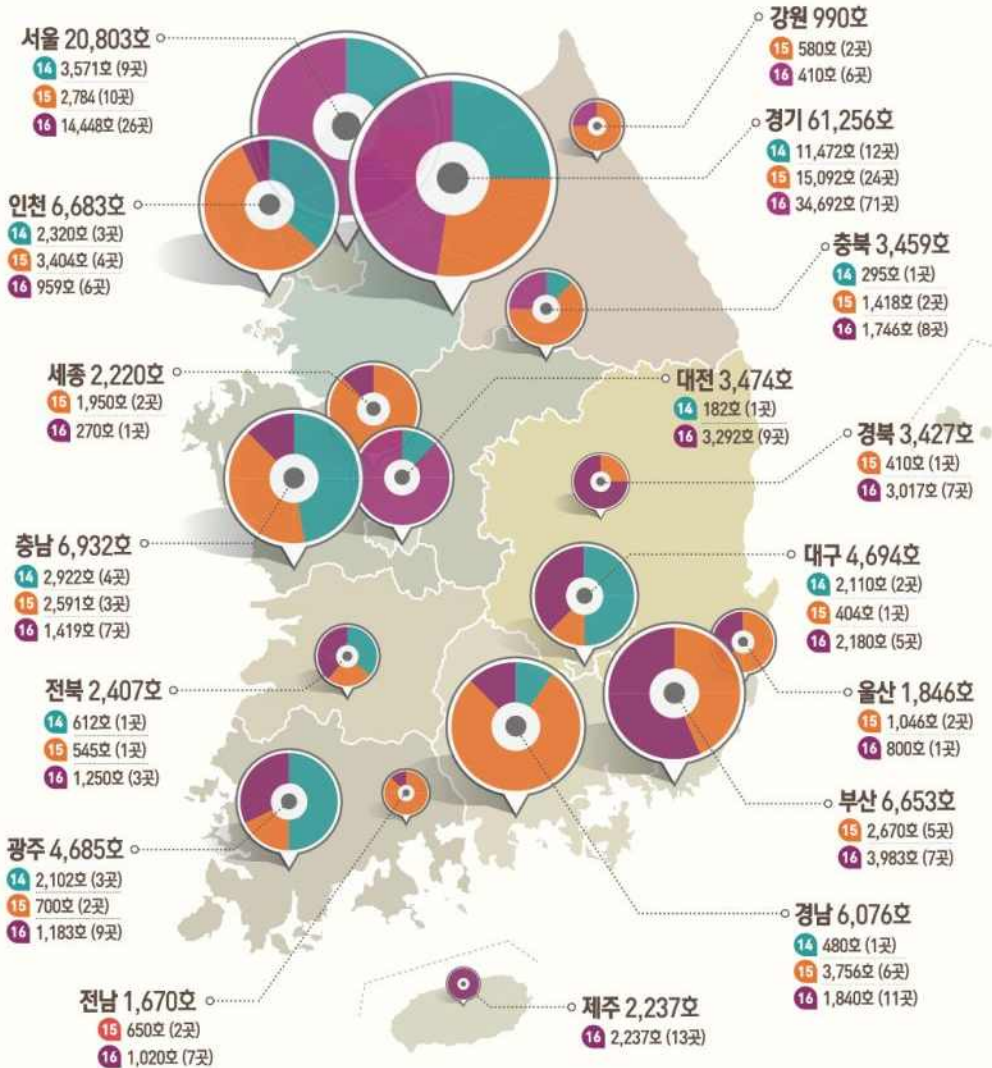 서울 20,803호
14 3,571호 (9곳)
15 2,784 (10곳)
16 14,448호 (26곳)
인천 6,683호
14 2,320호 (3곳)
15 3,404호 (4곳)
16 959호 (6곳)
세종 2,220호
15 1,950호 (2곳)
16 270호 (1곳)
충남 6,932호
14 2,922호 (4곳)
15 2,591호 (3곳)
16 1,419호 (7곳)
전북 2,407호
14 612호 (1곳)
15 545호 (1곳)
16 1,250호 (3곳)
광주 4,685호
14 2,102호 (3곳)
15 700호 (2곳)
16 1,183호 (9곳)
전남 1,670호
15 650호 (2곳)
16 1,020호 (7곳)
강원 990호
15 580호 (2곳)
16 410호 (6곳)
경기 61,256호
14 11,472호 (12곳)
15 15,092호 (24곳)
16 34,692호 (71곳)
충북 3,459호
14 295호 (1곳)
15 1,418호 (2곳)
16 1,746호 (8곳)
대전 3,474호
14 182호 (1곳)
16 3,292호 (9곳)
경북 3,427호
15 410호 (1곳)
16 3,017호 (7곳)
대구 4,694호
14 2,110호 (2곳)
15 404호 (1곳)
16 2,180호 (5곳)
울산 1,846호
15 1,046호 (2곳)
16 800호 (1곳)
부산 6,653호
15 2,670호 (5곳)
16 3,983호 (7곳)
경남 6,076호
14 480호 (1곳)
15 3,756호 (6곳)
16 1,840호 (11곳)
제주 2,237호
16 2,237호 (13곳)